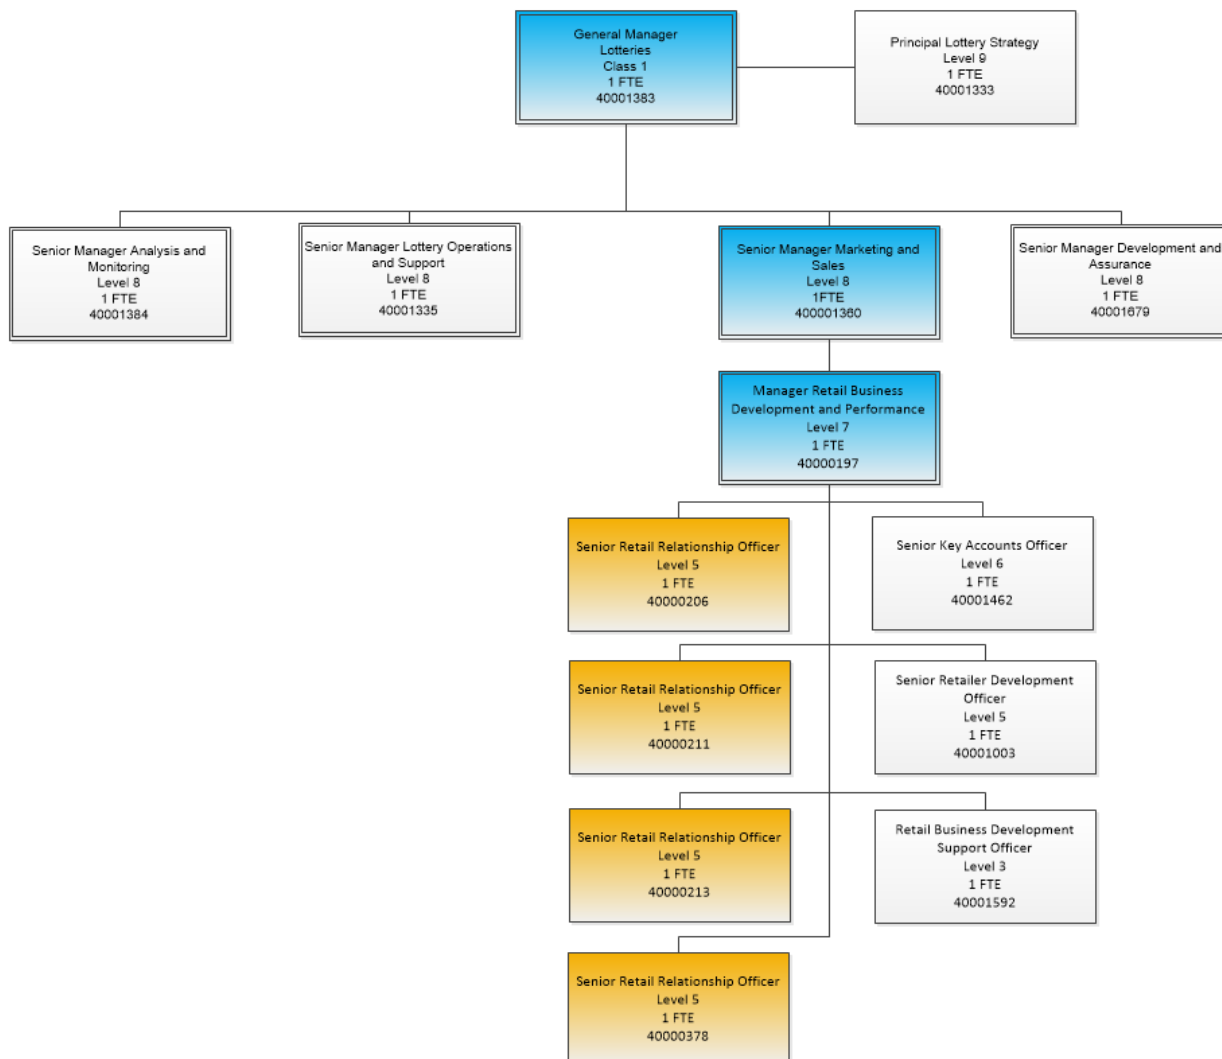 General Manager
Lotteries
Class 1
1 FTE
40001383
Principal Lottery Strategy
Level 9
1 FTE
40001333
Senior Manager Analysis and
Monitoring
Level 8
1 FTE
40001384
Senior Manager Lottery Operations
and Support
Level 8
1 FTE
40001335
Senior Manager Marketing and
Sales
Level 8
1FTE
400001360
Senior Manager Development and
Assurance
Level 8
1 FTE
40001679
Manager Retail Business
Development and Performance
Level 7
1 FTE
40000197
Senior Retail Relationship Officer
Level 5
1 FTE
40000206
Senior Key Accounts Officer
Level 6
1 FTE
40001462
Senior Retail Relationship Officer
Level 5
1 FTE
40000211
Senior Retailer Development
Officer
Level 5
1 FTE
40001003
Senior Retail Relationship Officer
Level 5
1 FTE
40000213
Retail Business Development
Support Officer
Level 3
1 FTE
40001592
Senior Retail Relationship Officer
Level 5
1 FTE
40000378